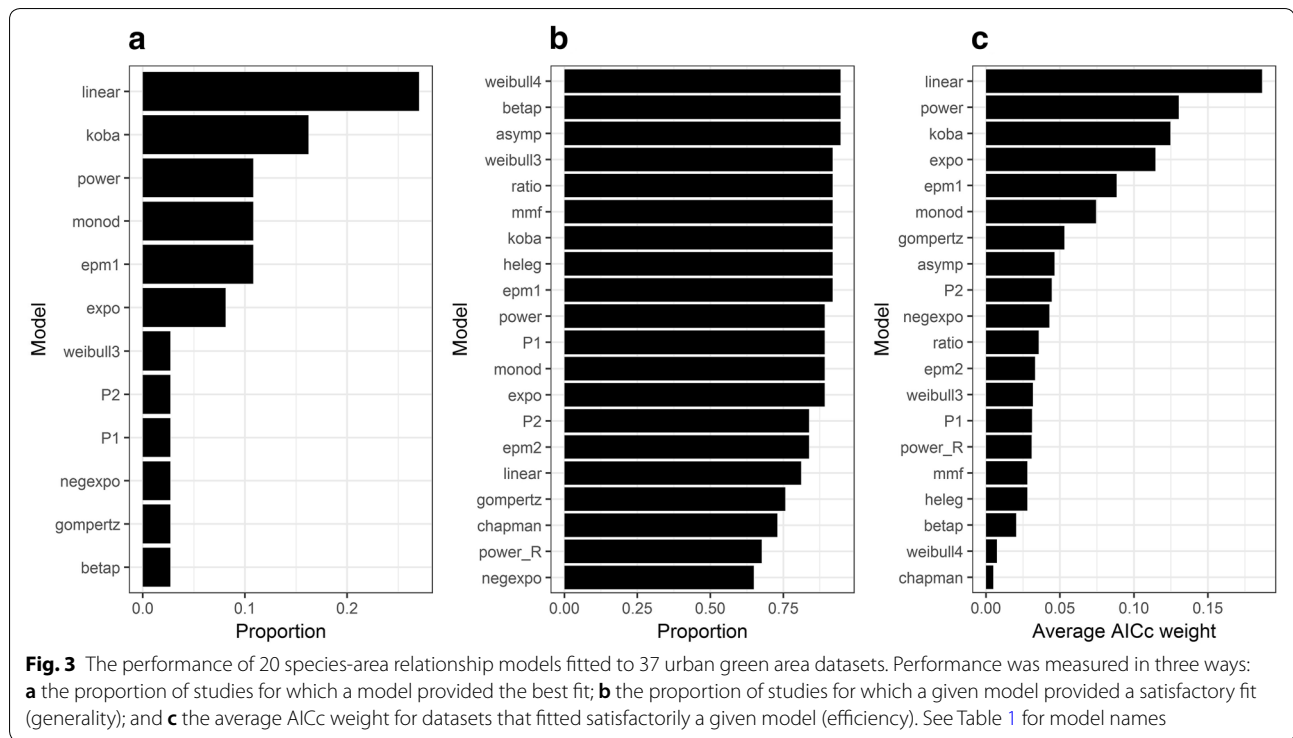 a
linear
koba
power
monod
epm1
expo
weibull3
P2
P1
negexpo
gompertz
betap
Model
0.0 0.1 0.2
Proportion
b
weibull4
betap
asymp
weibull3
ratio
mmf
koba
heleg
epm1
power
P1
monod
expo
P2
epm2
linear
gompertz
chapman
power_R
negexpo
Model
0.00 0.25 0.50 0.75
Proportion
c
linear
power
koba
expo
epm1
monod
gompertz
asymp
P2
negexpo
ratio
epm2
weibull3
P1
power_R
mmf
heleg
betap
weibull4
chapman
Model
0.00 0.05 0.10 0.15
Average AICc weight
Fig. 3 The performance of 20 species-area relationship models fitted to 37 urban green area datasets. Performance was measured in three ways:
a the proportion of studies for which a model provided the best fit; b the proportion of studies for which a given model provided a satisfactory fit
(generality); and c the average AICc weight for datasets that fitted satisfactorily a given model (efficiency). See Table 1 for model names